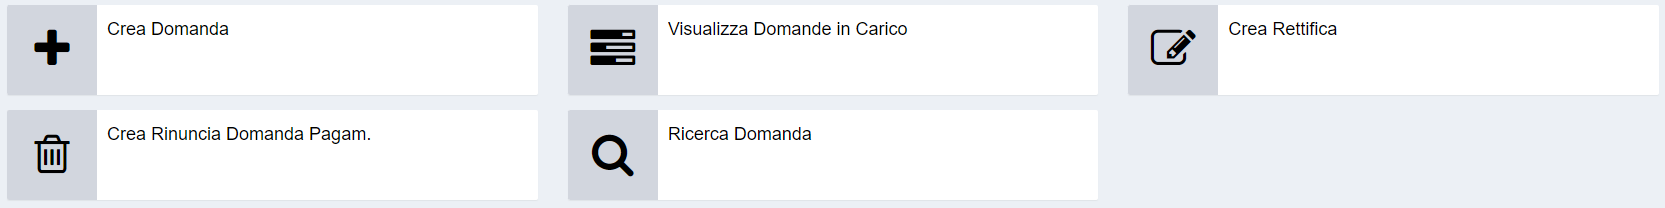 Crea Domanda
Visualizza Domande in Carico
Crea Rettifica
Crea Rinuncia Domanda Pagam.
Ricerca Domanda